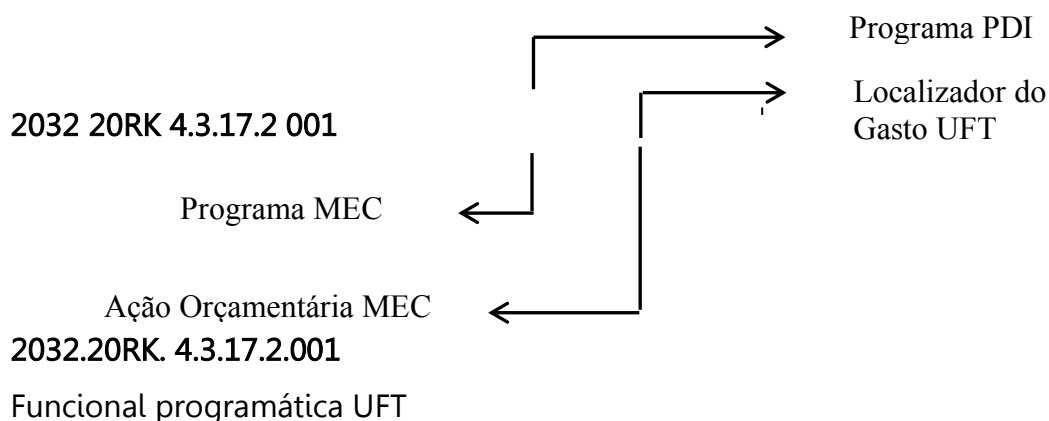 Programa PDI
Localizador do
Gasto UFT
2032 20RK 4.3.17.2 001
Programa MEC
Ação Orçamentária MEC
2032.20RK. 4.3.17.2.001
Funcional programática UFT